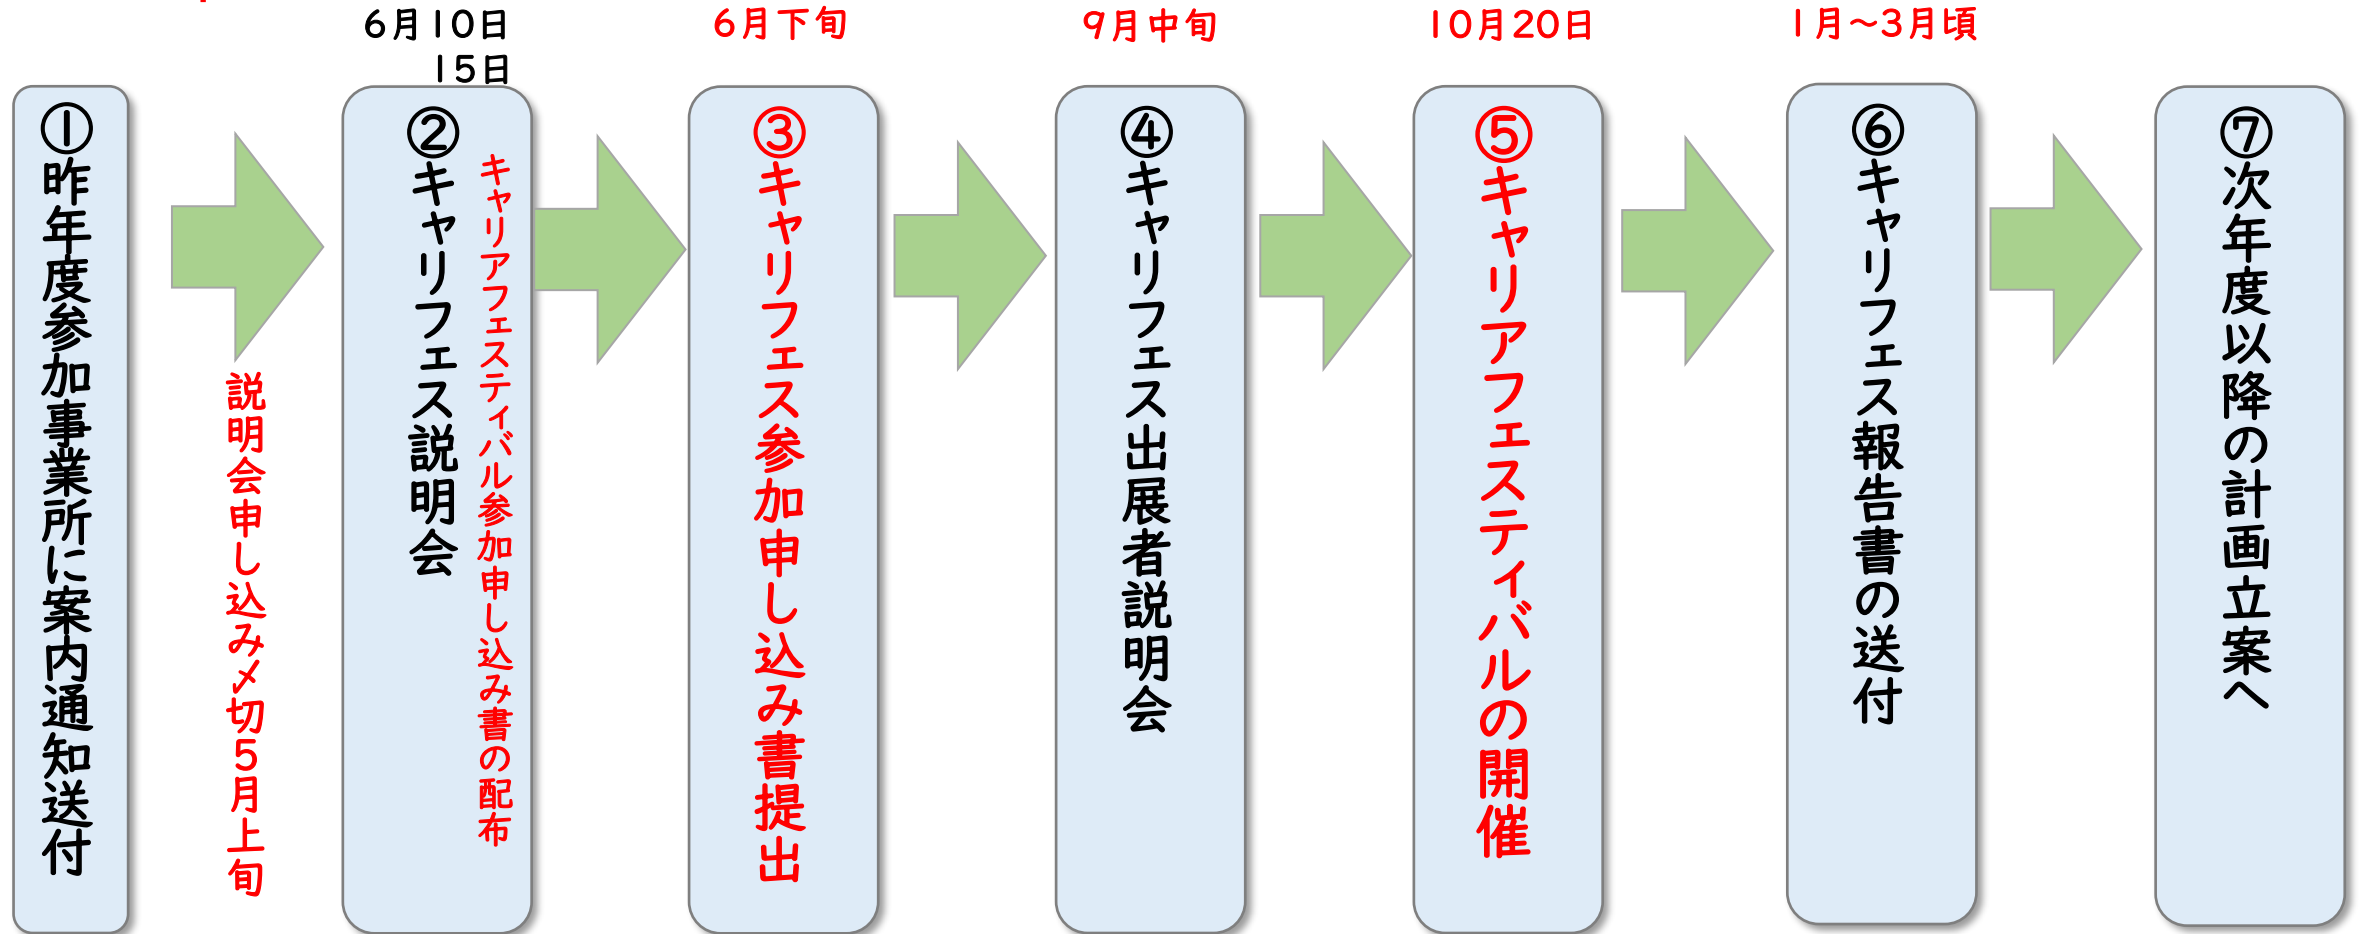 ①昨年度参加事業所に案内通知送付
説明会申し込み〆切５月上旬
６月１０日
１５日
②キャリフェス説明会
キャリアフェスティバル参加申し込み書の配布
６月下旬
③キャリフェス参加申し込み書提出
９月中旬
④キャリフェス出展者説明会
１０月２０日
⑤キャリアフェスティバルの開催
１月～３月頃
⑥キャリフェス報告書の送付
⑦次年度以降の計画立案へ